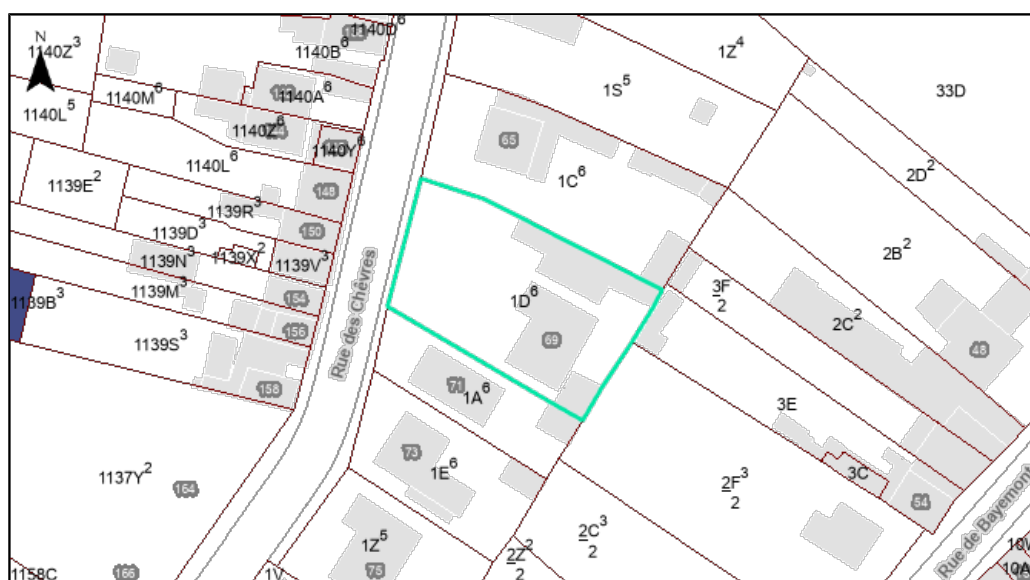 N
1140Z³
1140D⁶
1140B⁶
1Z⁴
33D
1140M⁶
1140A⁶
1S⁵
1140L⁵
1140Z⁶
1140Y⁶
65
1140L⁶
1C⁶
2D²
1139E²
148
1139R³
150
1139D³
1139X²
1139N³
1139V³
2B²
1139M³
154
3F
2
1139B³
1D⁶
2C²
156
1139S³
69
48
Rue des Chèvres
158
71
1A⁶
3E
73
1E⁶
3C
1137Y²
164
2F³
2
54
2C³
2
1Z⁵
2Z²
2
75
Rue de Bayemont
1158C
166
1V
10A